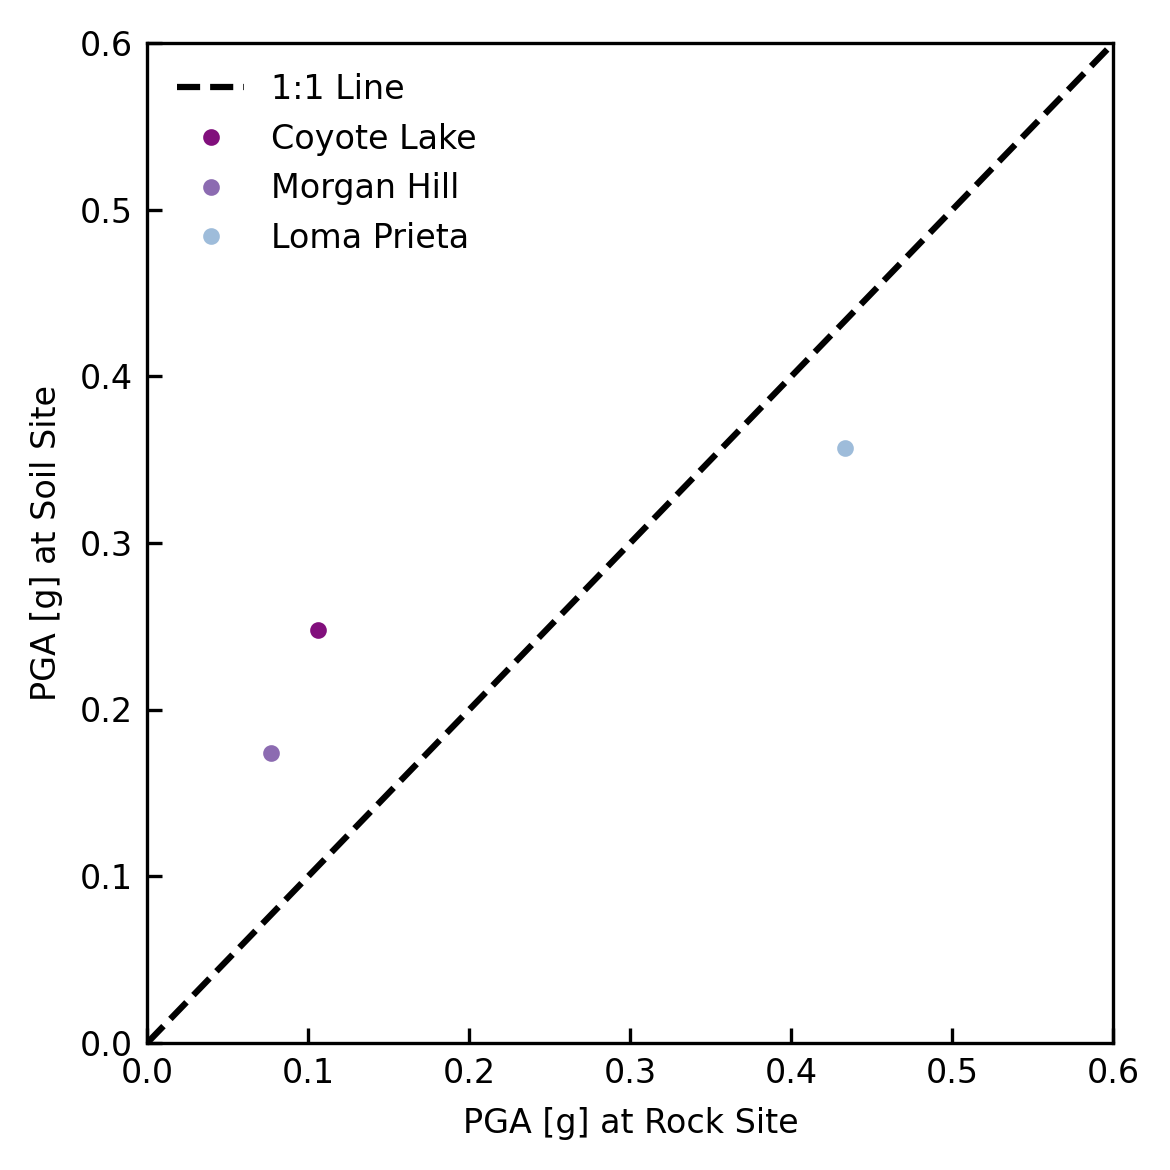 1:1 Line
Coyote Lake
Morgan Hill
Loma Prieta
0.6
0.5
0.4
0.3
0.2
0.1
0.0
PGA [g] at Soil Site
0.0 0.1 0.2 0.3 0.4 0.5 0.6
PGA [g] at Rock Site